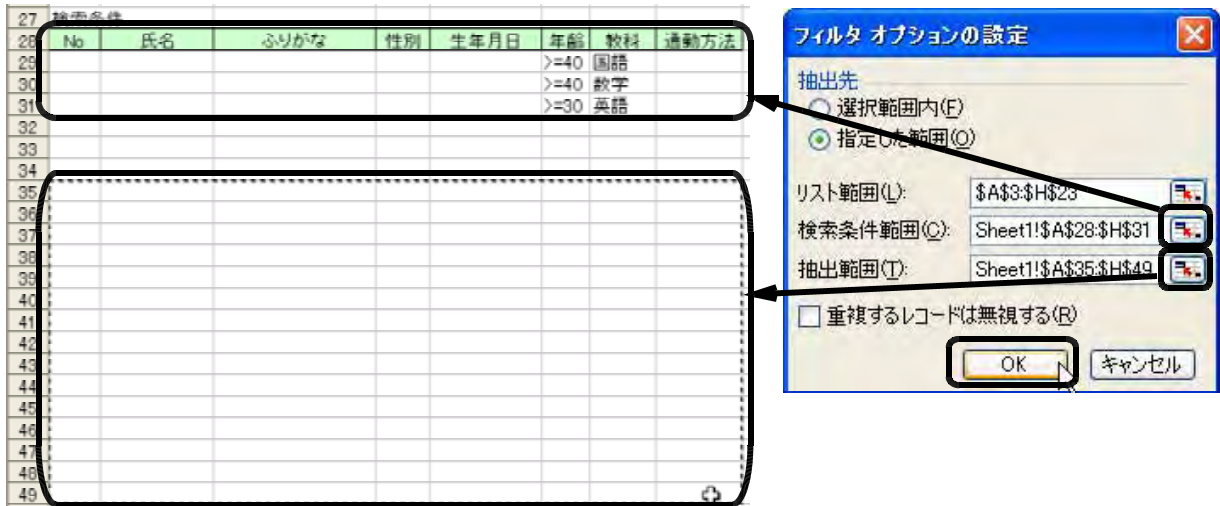 27 検索条件
28 No 氏名 ふりがな 性別 生年月日 年齢 教科 通勤方法
29 >=40 国語
30 >=40 数学
31 >=30 英語
32
33
34
35
36
37
38
39
40
41
42
43
44
45
46
47
48
49
フィルタ オプションの設定
抽出先
選択範囲内(F)
指定した範囲(O)
リスト範囲(L): $A$3:$H$23
検索条件範囲(C): Sheet1!$A$28:$H$31
抽出範囲(T): Sheet1!$A$35:$H$49
重複するレコードは無視する(R)
OK キャンセル